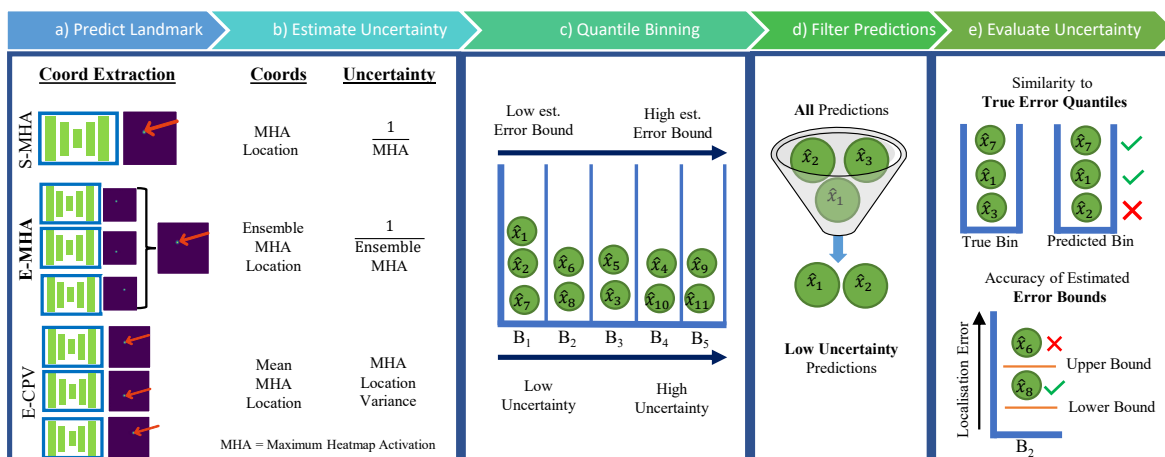 a) Predict Landmark
b) Estimate Uncertainty
c) Quantile Binning
d) Filter Predictions
e) Evaluate Uncertainty
Coord Extraction
Coords
Uncertainty
S-MHA
MHA
Location
1
MHA
E-MHA
Ensemble
MHA
Location
1
Ensemble
MHA
E-CPV
Mean
MHA
Location
MHA
Location
Variance
MHA = Maximum Heatmap Activation
Low est.
Error Bound
High est.
Error Bound
x̂1
x̂2
x̂7
x̂6
x̂8
x̂5
x̂3
x̂4
x̂10
x̂9
x̂11
B1 B2 B3 B4 B5
Low
Uncertainty
High
Uncertainty
All Predictions
x̂2 x̂3
x̂1
x̂1 x̂2
Low Uncertainty
Predictions
Similarity to
True Error Quantiles
x̂7
x̂1
x̂3
True Bin
x̂7
x̂1
x̂2
Predicted Bin
Accuracy of Estimated
Error Bounds
Localisation Error
x̂6
Upper Bound
x̂8
Lower Bound
B2